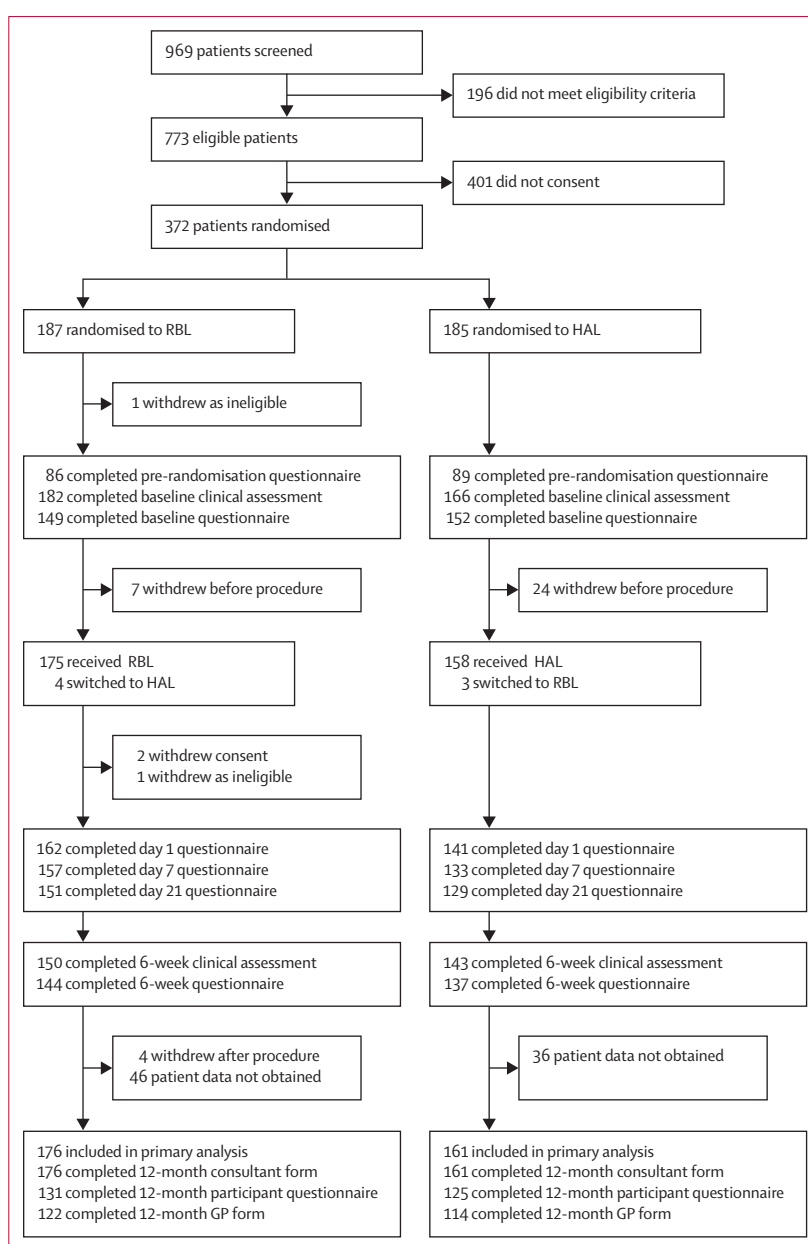 969 patients screened
196 did not meet eligibility criteria
773 eligible patients
401 did not consent
372 patients randomised
187 randomised to RBL
185 randomised to HAL
1 withdrew as ineligible
86 completed pre-randomisation questionnaire
182 completed baseline clinical assessment
149 completed baseline questionnaire
89 completed pre-randomisation questionnaire
166 completed baseline clinical assessment
152 completed baseline questionnaire
7 withdrew before procedure
24 withdrew before procedure
175 received RBL
4 switched to HAL
158 received HAL
3 switched to RBL
2 withdrew consent
1 withdrew as ineligible
162 completed day 1 questionnaire
157 completed day 7 questionnaire
151 completed day 21 questionnaire
141 completed day 1 questionnaire
133 completed day 7 questionnaire
129 completed day 21 questionnaire
150 completed 6-week clinical assessment
144 completed 6-week questionnaire
143 completed 6-week clinical assessment
137 completed 6-week questionnaire
4 withdrew after procedure
46 patient data not obtained
36 patient data not obtained
176 included in primary analysis
176 completed 12-month consultant form
131 completed 12-month participant questionnaire
122 completed 12-month GP form
161 included in primary analysis
161 completed 12-month consultant form
125 completed 12-month participant questionnaire
114 completed 12-month GP form